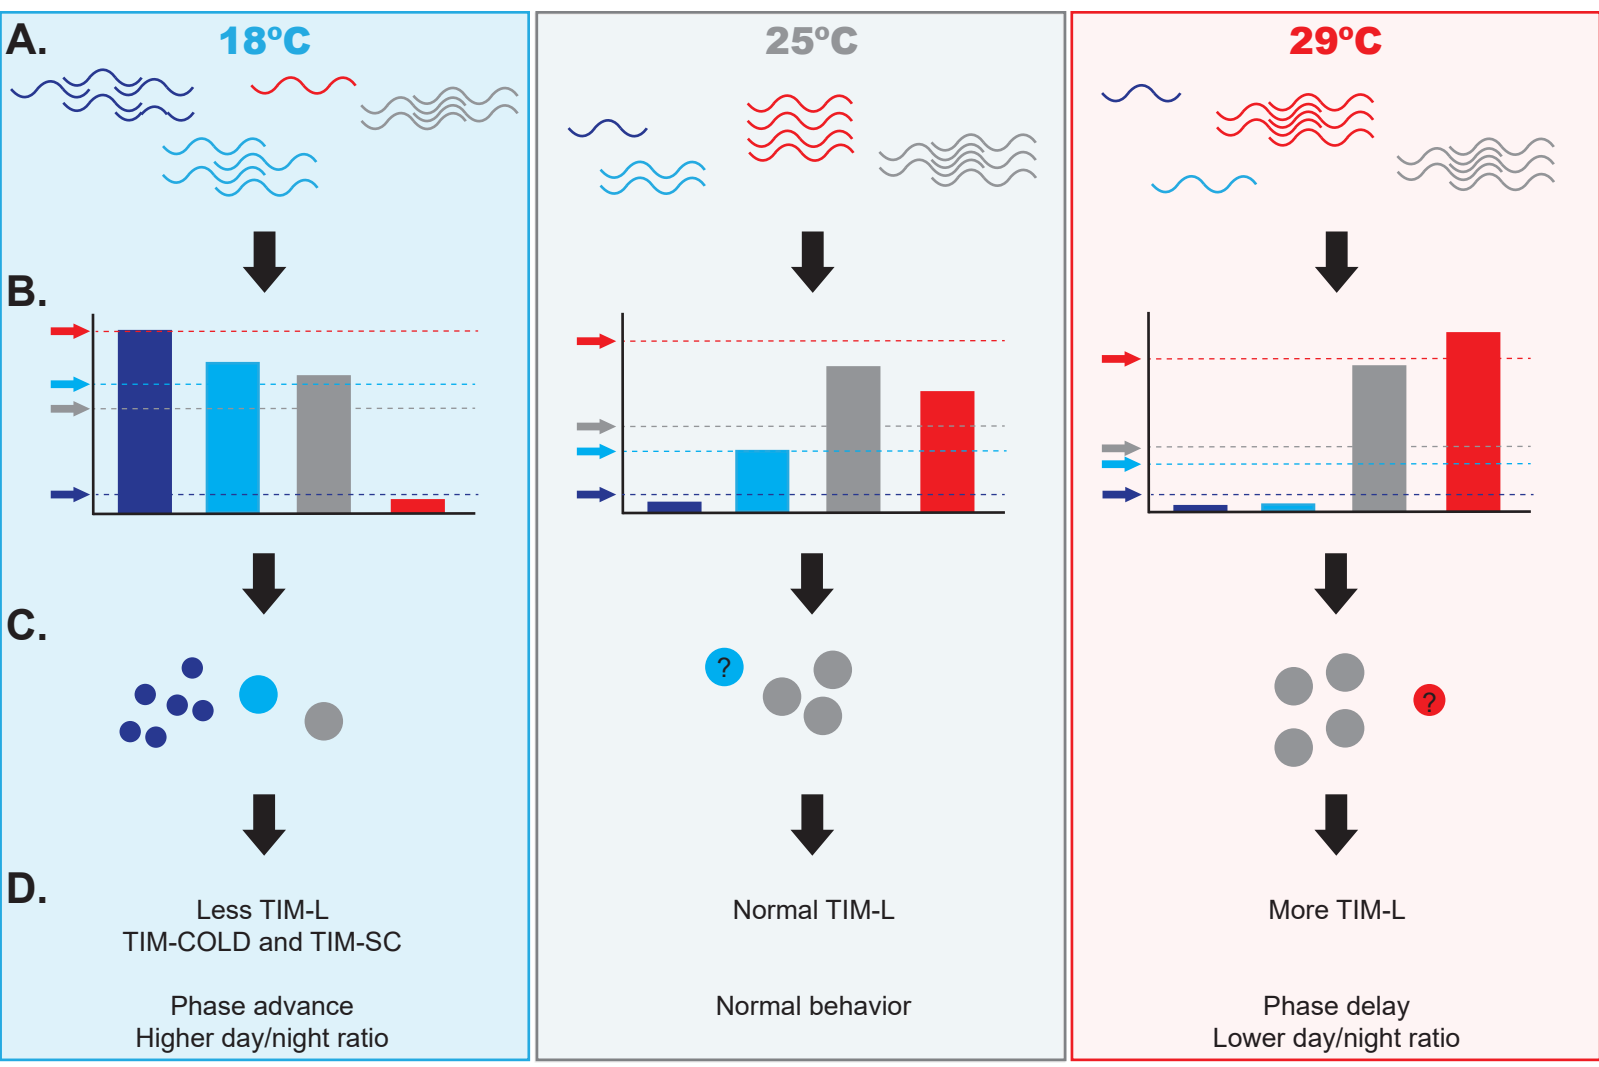 A.
18ºC
25ºC
29ºC
B.
C.
?
?
D.
Less TIM-L
TIM-COLD and TIM-SC
Phase advance
Higher day/night ratio
Normal TIM-L
Normal behavior
More TIM-L
Phase delay
Lower day/night ratio